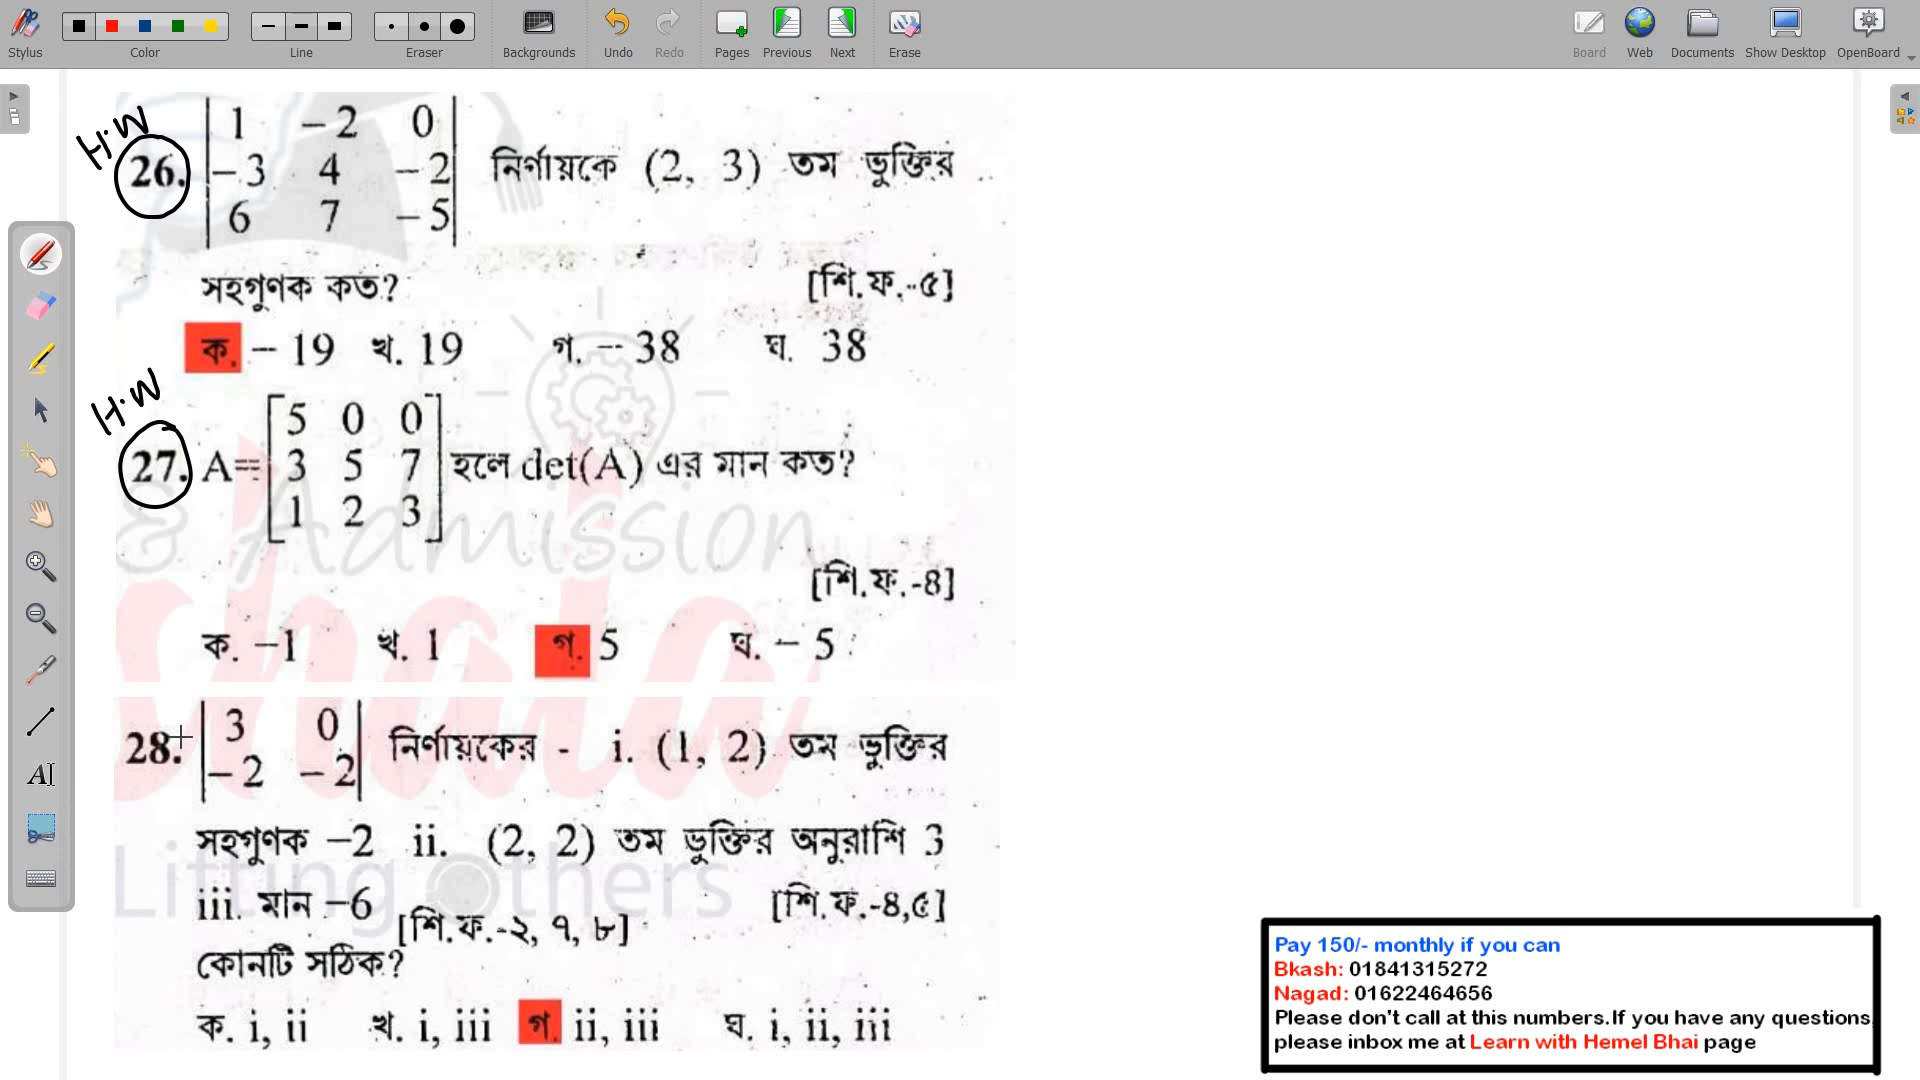 Stylus Color Line Eraser Backgrounds Undo Redo Pages Previous Next Erase Board Web Documents Show Desktop OpenBoard
H.W
26. | 1 -2 0 |
| -3 4 -2 | নির্ণায়কে (2, 3) তম ভুক্তির
| 6 7 -5 |
সহগুণক কত? [শি.ফ.-৫]
ক. – 19 খ. 19 গ. – 38 ঘ. 38
H.W
[5 0 0]
27. A= [3 5 7] হলে det(A) এর মান কত?
[1 2 3]
[শি.ফ.-8]
ক. –1 খ. 1 গ. 5 ঘ. – 5
28. | 3 0 | নির্ণায়কের - i. (1, 2) তম ভুক্তির
| -2 -2 |
সহগুণক –2 ii. (2, 2) তম ভুক্তির অনুরাশি 3
iii. মান –6 [শি.ফ.-২, ৭, ৮] [শি.ফ.-8,৫]
কোনটি সঠিক?
ক. i, ii খ. i, iii গ. ii, iii ঘ. i, ii, iii
& Admission
Lifting Others
Pay 150/- monthly if you can
Bkash: 01841315272
Nagad: 01622464656
Please don't call at this numbers.If you have any questions
please inbox me at Learn with Hemel Bhai page